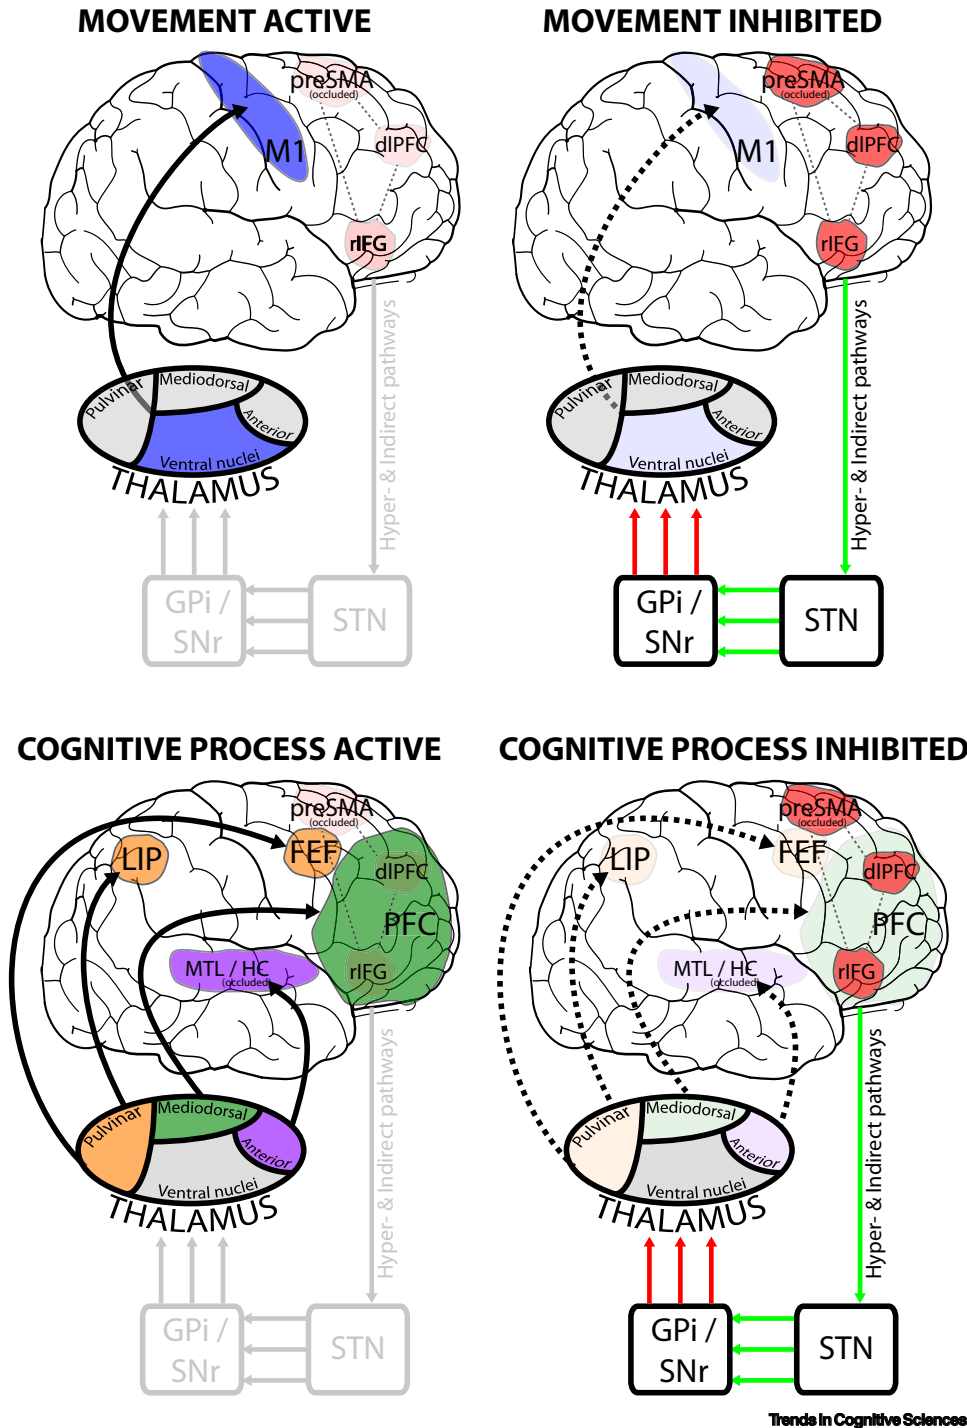 MOVEMENT ACTIVE
preSMA
(occluded)
dlPFC
M1
rIFG
Hyper- & Indirect pathways
Pulvinar
Mediodorsal
Anterior
Ventral nuclei
THALAMUS
GPi /
SNr
STN
MOVEMENT INHIBITED
preSMA
(occluded)
dlPFC
M1
rIFG
Hyper- & Indirect pathways
Pulvinar
Mediodorsal
Anterior
Ventral nuclei
THALAMUS
GPi /
SNr
STN
COGNITIVE PROCESS ACTIVE
preSMA
(occluded)
LIP
FEF
dlPFC
PFC
MTL / HC
(occluded)
rIFG
Hyper- & Indirect pathways
Pulvinar
Mediodorsal
Anterior
Ventral nuclei
THALAMUS
GPi /
SNr
STN
COGNITIVE PROCESS INHIBITED
preSMA
(occluded)
LIP
FEF
dlPFC
PFC
MTL / HC
(occluded)
rIFG
Hyper- & Indirect pathways
Pulvinar
Mediodorsal
Anterior
Ventral nuclei
THALAMUS
GPi /
SNr
STN
Trends in Cognitive Sciences